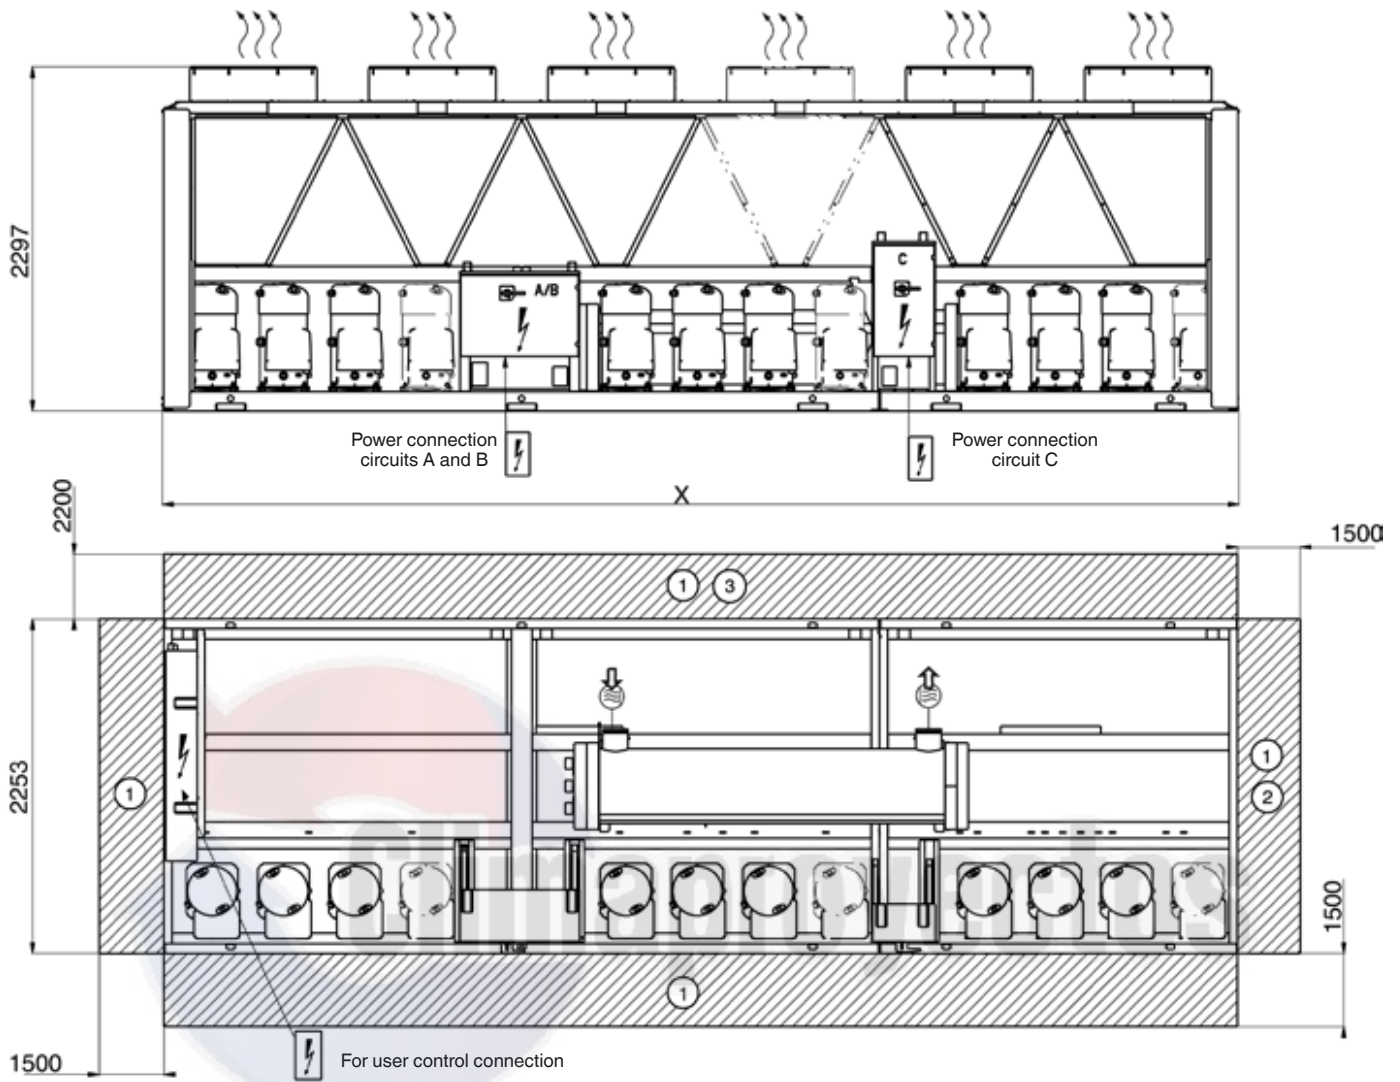 2297
A/B
C
Power connection
circuits A and B
Power connection
circuit C
X
2200
1500
1 3
2253
1
1
2
Climaproyectos
1500
1
1500
For user control connection